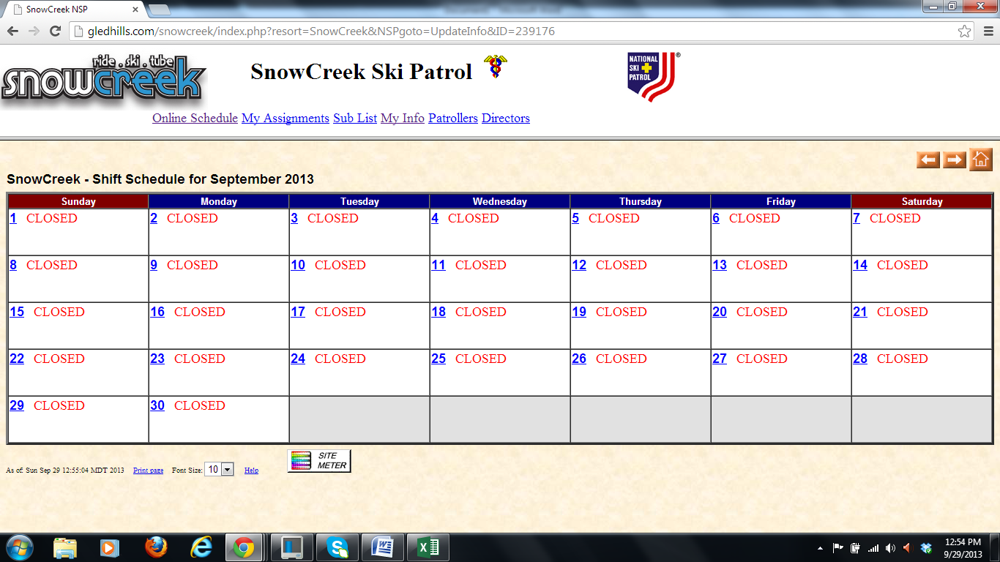 SnowCreek NSP
gledhills.com/snowcreek/index.php?resort=SnowCreek&NSPgoto=UpdateInfo&ID=239176
ride.ski.tube
snowcreek
SnowCreek Ski Patrol
NATIONAL
SKI
PATROL
®
Online Schedule My Assignments Sub List My Info Patrollers Directors
SnowCreek - Shift Schedule for September 2013
Sunday Monday Tuesday Wednesday Thursday Friday Saturday
1 CLOSED 2 CLOSED 3 CLOSED 4 CLOSED 5 CLOSED 6 CLOSED 7 CLOSED
8 CLOSED 9 CLOSED 10 CLOSED 11 CLOSED 12 CLOSED 13 CLOSED 14 CLOSED
15 CLOSED 16 CLOSED 17 CLOSED 18 CLOSED 19 CLOSED 20 CLOSED 21 CLOSED
22 CLOSED 23 CLOSED 24 CLOSED 25 CLOSED 26 CLOSED 27 CLOSED 28 CLOSED
29 CLOSED 30 CLOSED
SITE
METER
As of: Sun Sep 29 12:55:04 MDT 2013 Print page Font Size: 10 Help
12:54 PM
9/29/2013